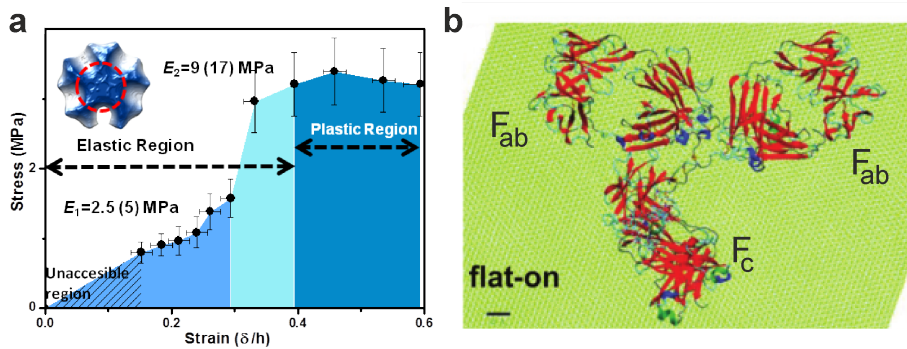 a
E2=9 (17) MPa
Plastic Region
Elastic Region
E1=2.5 (5) MPa
Unaccesible
region
Stress (MPa)
2
0
0.0 0.2 0.4 0.6
Strain (δ/h)
b
Fab
Fab
Fc
flat-on